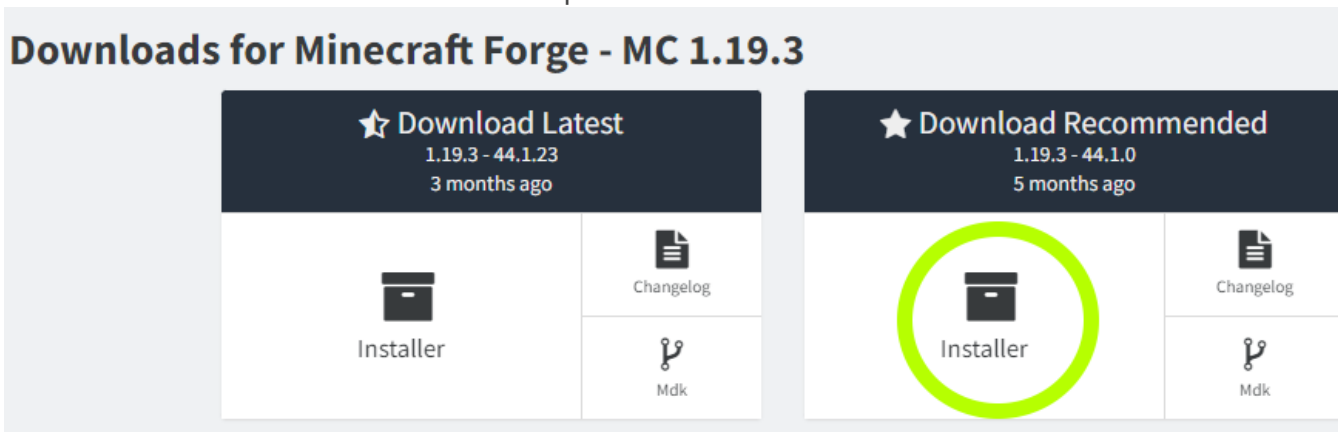 Downloads for Minecraft Forge - MC 1.19.3
Download Latest
1.19.3 - 44.1.23
3 months ago
Installer
Changelog
Mdk
Download Recommended
1.19.3 - 44.1.0
5 months ago
Installer
Changelog
Mdk